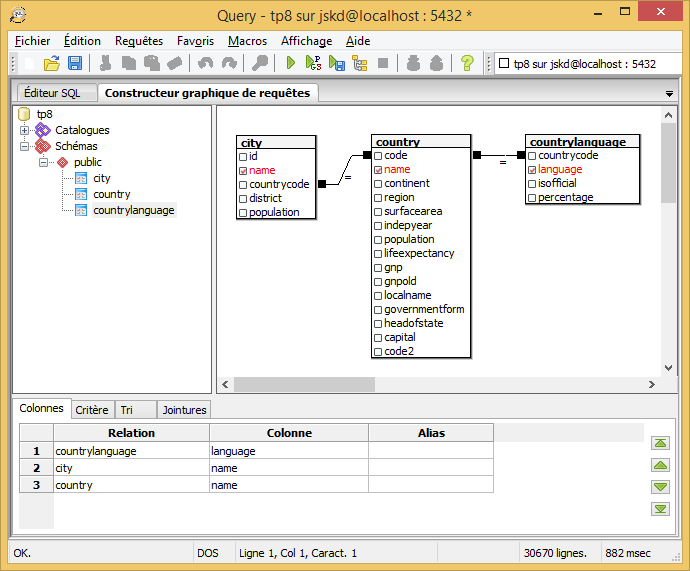 Query - tp8 sur jskd@localhost : 5432 *
Fichier Édition Requêtes Favoris Macros Affichage Aide
tp8 sur jskd@localhost : 5432
Éditeur SQL Constructeur graphique de requêtes
tp8
Catalogues
Schémas
public
city
country
countrylanguage
city
id
name
countrycode
district
population
=
country
code
name
continent
region
surfacearea
indepyear
population
lifeexpectancy
gnp
gnpold
localname
governmentform
headofstate
capital
code2
=
countrylanguage
countrycode
language
isofficial
percentage
Colonnes Critère Tri Jointures
Relation Colonne Alias
1 countrylanguage language
2 city name
3 country name
OK. DOS Ligne 1, Col 1, Caract. 1 30670 lignes. 882 msec